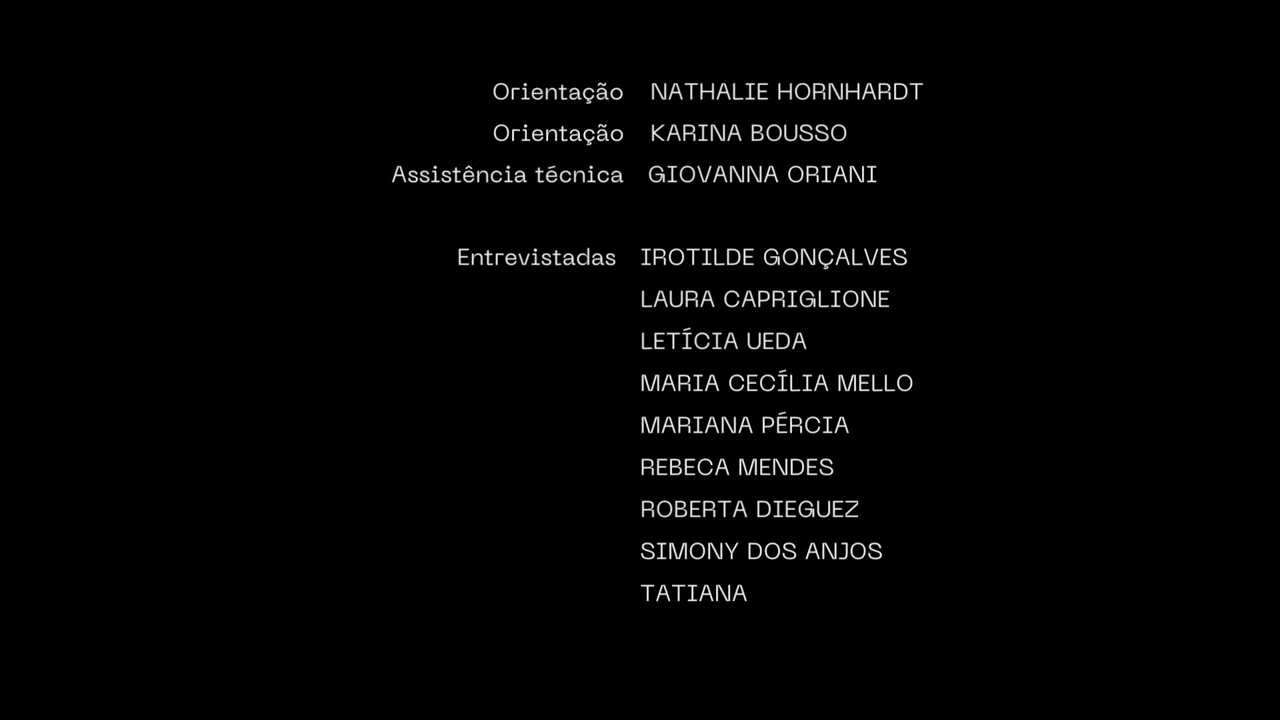 Orientação NATHALIE HORNHARDT
Orientação KARINA BOUSSO
Assistência técnica GIOVANNA ORIANI
Entrevistadas IROTILDE GONÇALVES
LAURA CAPRIGLIONE
LETÍCIA UEDA
MARIA CECÍLIA MELLO
MARIANA PÉRCIA
REBECA MENDES
ROBERTA DIEGUEZ
SIMONY DOS ANJOS
TATIANA